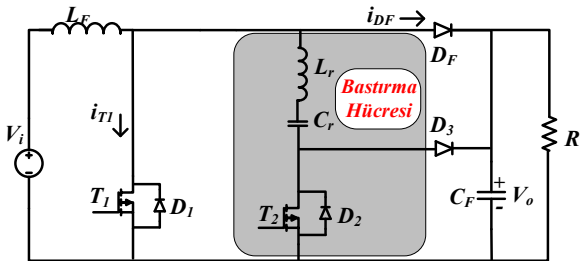 L_F
i_DF
D_F
L_r
Bastırma
Hücresi
i_T1
C_r
D_3
V_i
R
T_1
D_1
T_2
D_2
C_F
+
-
V_o
+
-